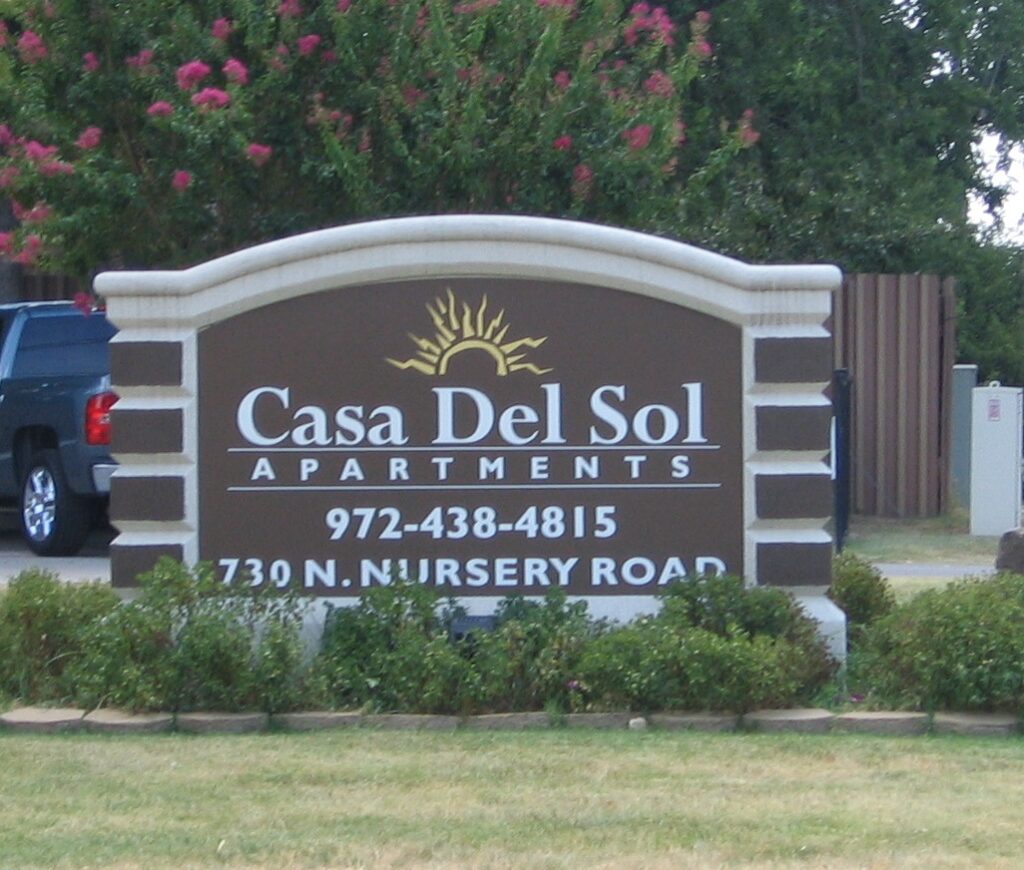 Casa Del Sol
APARTMENTS
972-438-4815
730 N. NURSERY ROAD